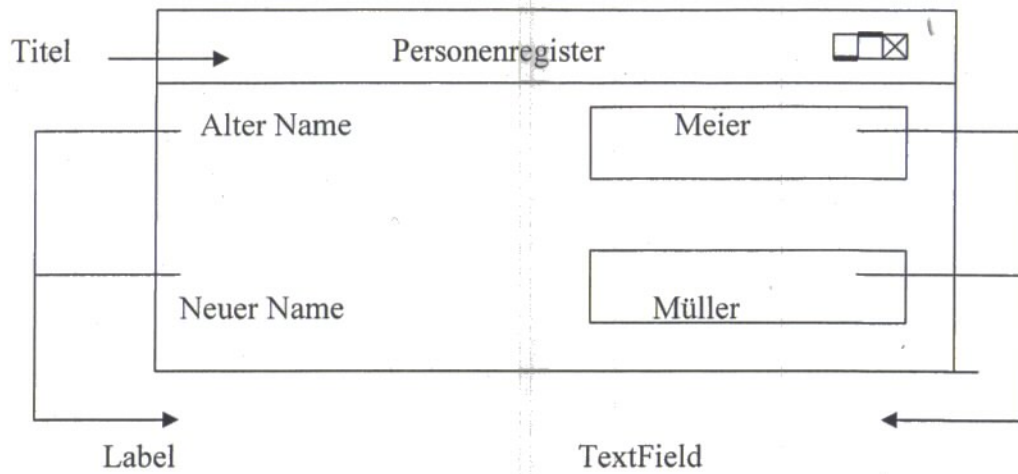 Titel Personenregister
Alter Name Meier
Neuer Name Müller
Label TextField